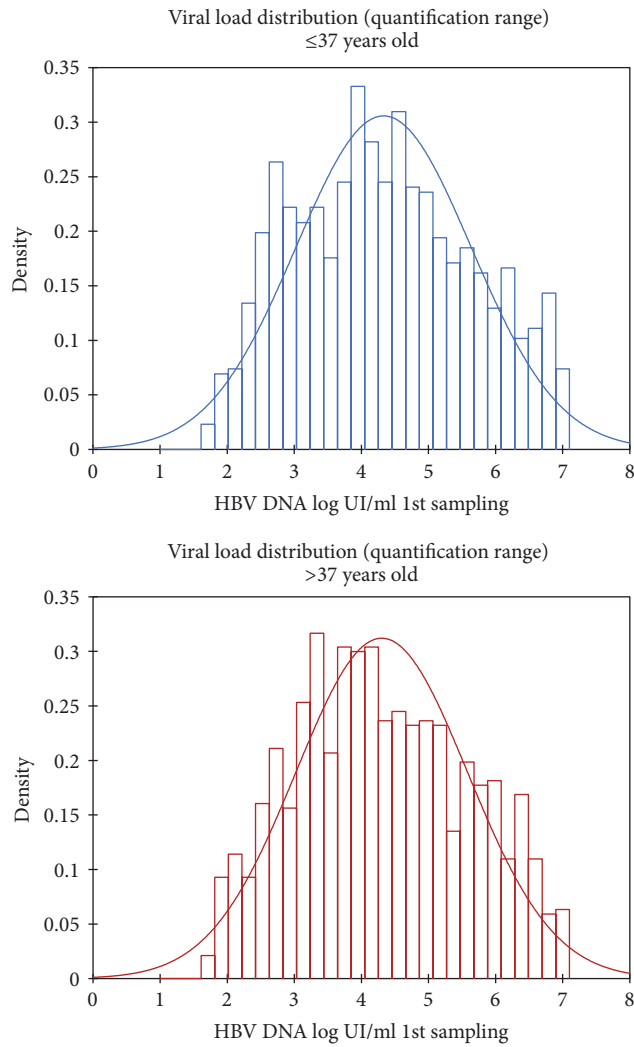 Viral load distribution (quantification range)
≤37 years old
0.35
0.3
0.25
0.2
0.15
0.1
0.05
0
Density
0 1 2 3 4 5 6 7 8
HBV DNA log UI/ml 1st sampling
Viral load distribution (quantification range)
>37 years old
0.35
0.3
0.25
0.2
0.15
0.1
0.05
0
Density
0 1 2 3 4 5 6 7 8
HBV DNA log UI/ml 1st sampling